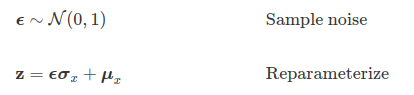 ϵ ∼ 𝒩(0, 1) Sample noise
z = ϵσₓ + μₓ Reparameterize